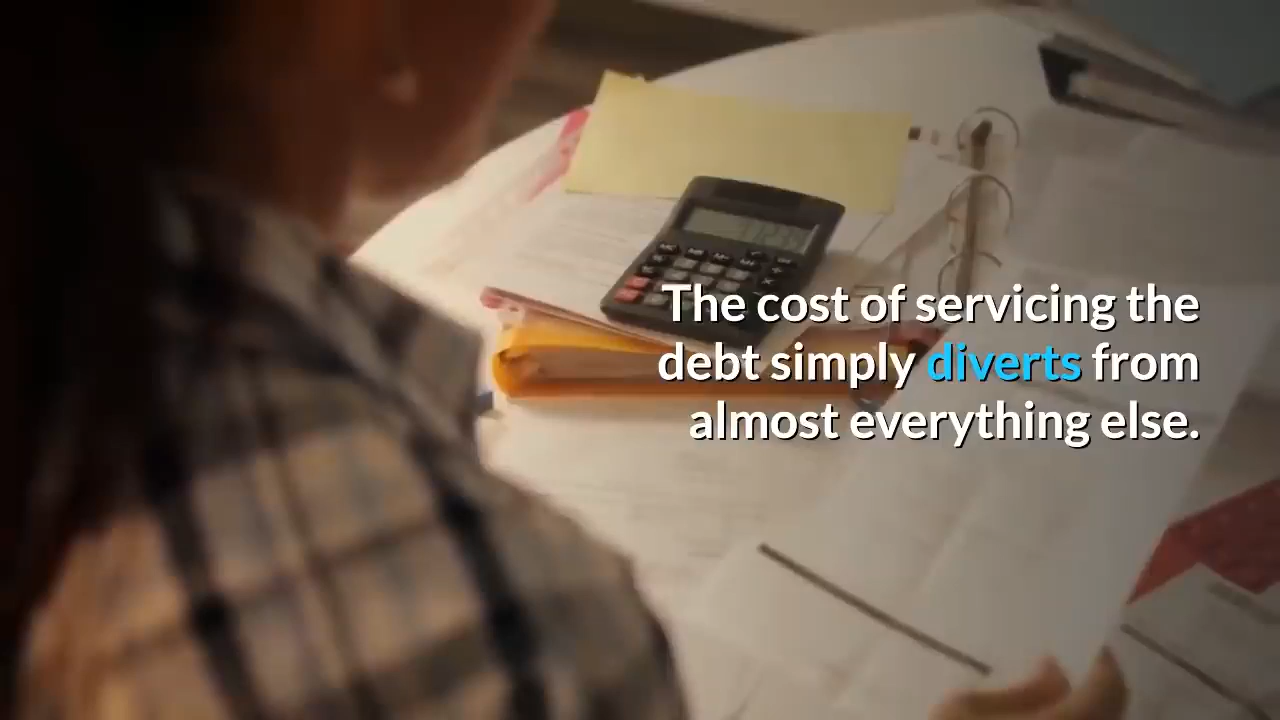 The cost of servicing the
debt simply diverts from
almost everything else.